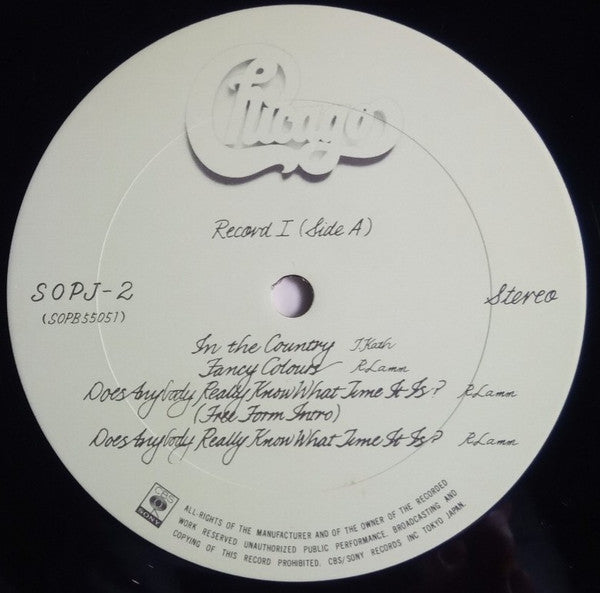 Chicago
Record I (Side A)
SOPJ-2
(SOPB55051)
Stereo
In the Country T.Kath
Fancy Colours R.Lamm
Does Anybody Really Know What Time It Is? R.Lamm
(Free Form Intro)
Does Anybody Really Know What Time It Is? R.Lamm
CBS
SONY
ALL-RIGHTS OF THE MANUFACTURER AND OF THE OWNER OF THE RECORDED
WORK RESERVED UNAUTHORIZED PUBLIC PERFORMANCE, BROADCASTING AND
COPYING OF THIS RECORD PROHIBITED. CBS/SONY RECORDS INC TOKYO JAPAN.